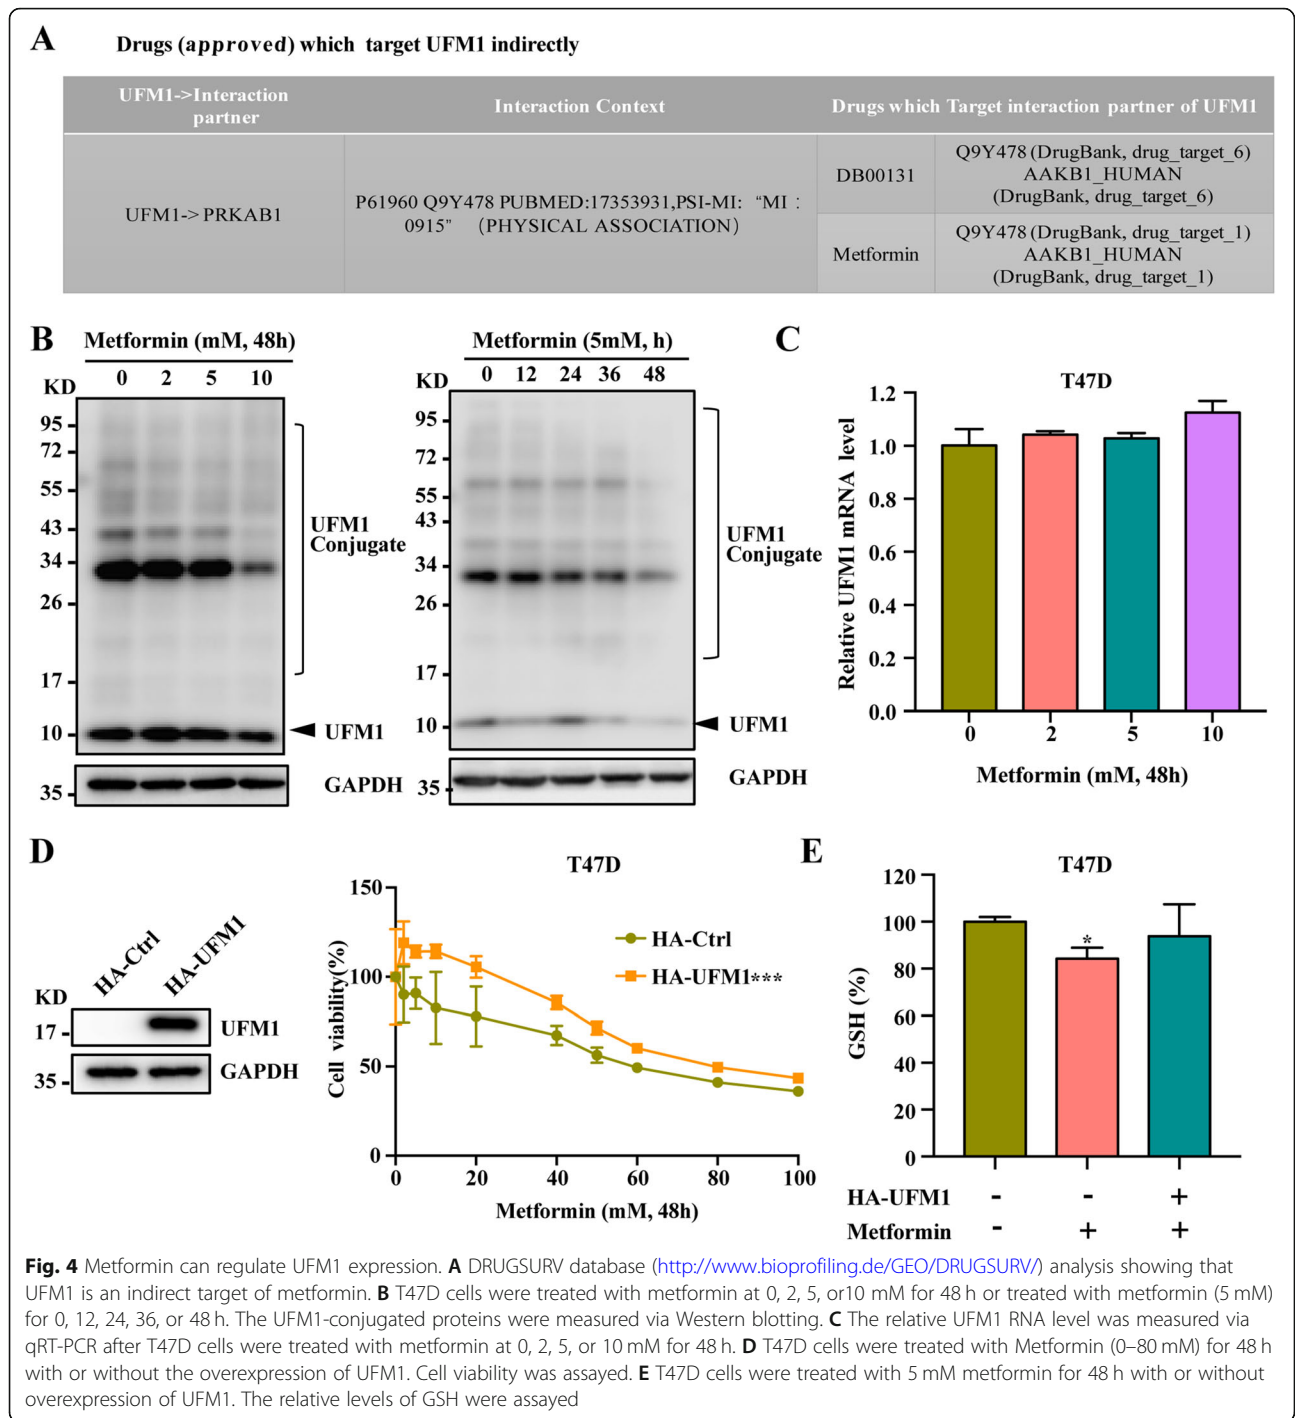 A
Drugs (approved) which target UFM1 indirectly
UFM1->Interaction
partner
Interaction Context
Drugs which Target interaction partner of UFM1
UFM1-> PRKAB1
P61960 Q9Y478 PUBMED:17353931,PSI-MI: “MI :
0915” (PHYSICAL ASSOCIATION)
DB00131
Q9Y478 (DrugBank, drug_target_6)
AAKB1_HUMAN
(DrugBank, drug_target_6)
Metformin
Q9Y478 (DrugBank, drug_target_1)
AAKB1_HUMAN
(DrugBank, drug_target_1)
B
Metformin (mM, 48h)
KD 0 2 5 10
95
72
55
43
34
26
17
10
35
UFM1
Conjugate
UFM1
GAPDH
Metformin (5mM, h)
KD 0 12 24 36 48
95
72
55
43
34
26
17
10
35
UFM1
Conjugate
UFM1
GAPDH
C
T47D
Relative UFM1 mRNA level
1.2
1.0
0.8
0.6
0.4
0.2
0.0
0 2 5 10
Metformin (mM, 48h)
D
HA-Ctrl
HA-UFM1
KD
17
35
UFM1
GAPDH
T47D
Cell viability(%)
150
100
50
0
HA-Ctrl
HA-UFM1***
0 20 40 60 80 100
Metformin (mM, 48h)
E
T47D
GSH (%)
120
100
80
60
40
20
0
*
HA-UFM1 - - +
Metformin - + +
Fig. 4 Metformin can regulate UFM1 expression. A DRUGSURV database (http://www.bioprofiling.de/GEO/DRUGSURV/) analysis showing that
UFM1 is an indirect target of metformin. B T47D cells were treated with metformin at 0, 2, 5, or10 mM for 48 h or treated with metformin (5 mM)
for 0, 12, 24, 36, or 48 h. The UFM1-conjugated proteins were measured via Western blotting. C The relative UFM1 RNA level was measured via
qRT-PCR after T47D cells were treated with metformin at 0, 2, 5, or 10 mM for 48 h. D T47D cells were treated with Metformin (0–80 mM) for 48 h
with or without the overexpression of UFM1. Cell viability was assayed. E T47D cells were treated with 5 mM metformin for 48 h with or without
overexpression of UFM1. The relative levels of GSH were assayed